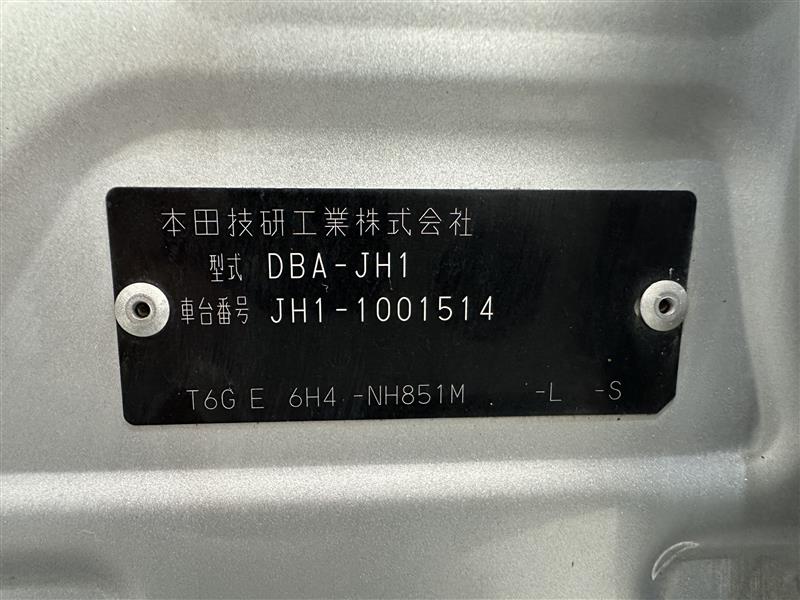 本田技研工業株式会社
型式 DBA-JH1
車台番号 JH1-1001514
T6G E 6H4 -NH851M -L -S